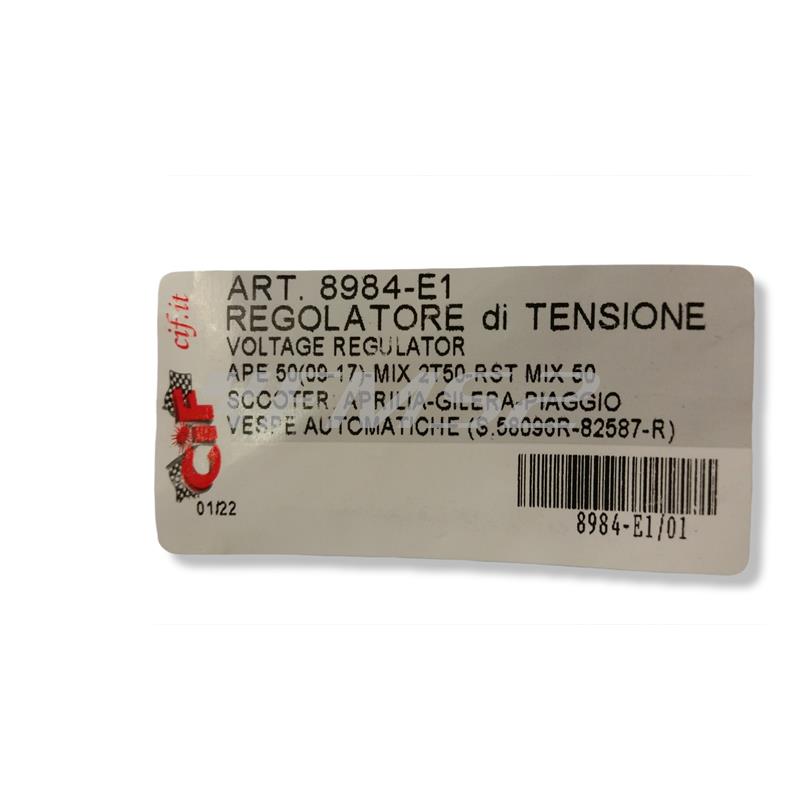 ART. 8984-E1
REGOLATORE di TENSIONE
VOLTAGE REGULATOR
APE 50(09-17)-MIX 2T50-RST MIX 50
SCOOTER: APRILIA-GILERA-PIAGGIO
VESPE AUTOMATICHE (S.58096R-82587-R)
cif.it
CiF
01/22
8984-E1/01